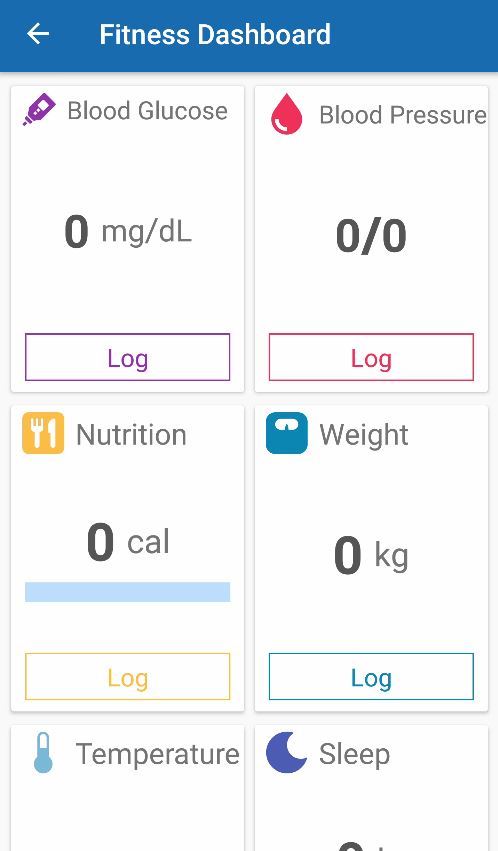 Fitness Dashboard
Blood Glucose
0 mg/dL
Log
Blood Pressure
0/0
Log
Nutrition
0 cal
Log
Weight
0 kg
Log
Temperature
Sleep